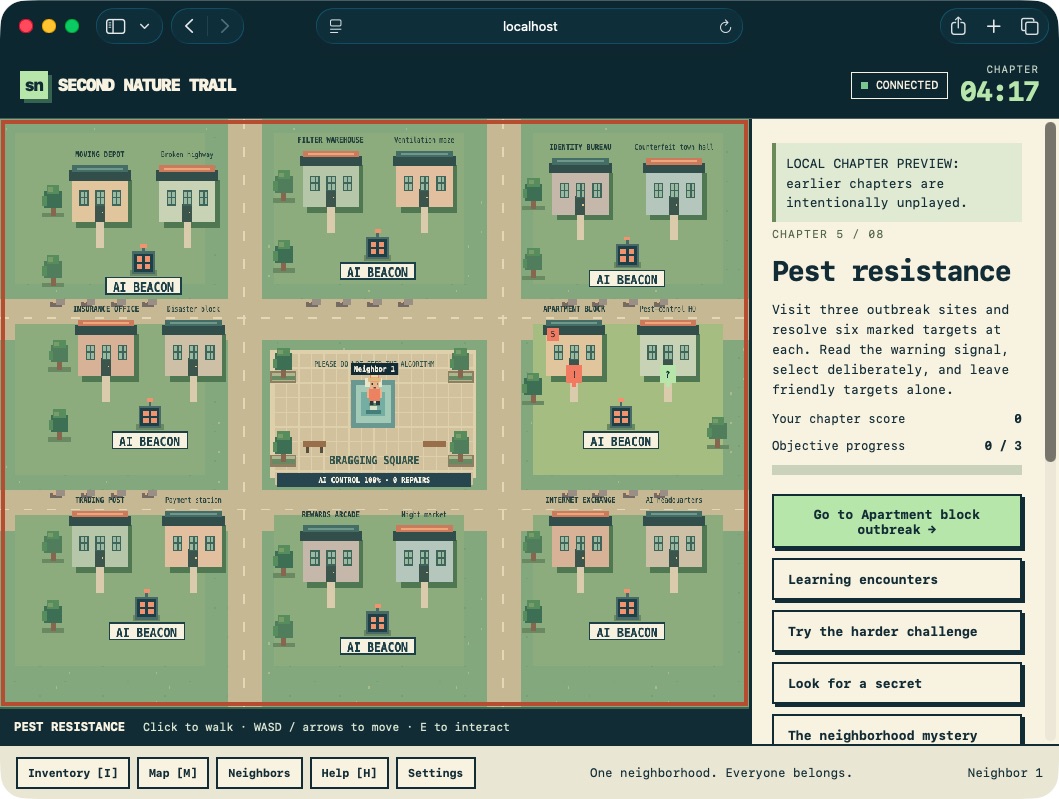 localhost
sn SECOND NATURE TRAIL
CONNECTED
CHAPTER
04:17
MOVING DEPOT
Broken highway
FILTER WAREHOUSE
Ventilation maze
IDENTITY BUREAU
Counterfeit town hall
AI BEACON
AI BEACON
AI BEACON
INSURANCE OFFICE
Disaster block
APARTMENT BLOCK
Pest control HQ
5
!
?
PLEASE DO NOT FEED THE ALGORITHM
Neighbor 1
AI BEACON
AI BEACON
BRAGGING SQUARE
AI CONTROL 100% · 0 REPAIRS
TRADING POST
Payment station
REWARDS ARCADE
Night market
INTERNET EXCHANGE
AI headquarters
AI BEACON
AI BEACON
AI BEACON
PEST RESISTANCE Click to walk · WASD / arrows to move · E to interact
LOCAL CHAPTER PREVIEW:
earlier chapters are
intentionally unplayed.
CHAPTER 5 / 08
Pest resistance
Visit three outbreak sites and
resolve six marked targets at
each. Read the warning signal,
select deliberately, and leave
friendly targets alone.
Your chapter score 0
Objective progress 0 / 3
Go to Apartment block
outbreak →
Learning encounters
Try the harder challenge
Look for a secret
The neighborhood mystery
Inventory [I]
Map [M]
Neighbors
Help [H]
Settings
One neighborhood. Everyone belongs.
Neighbor 1